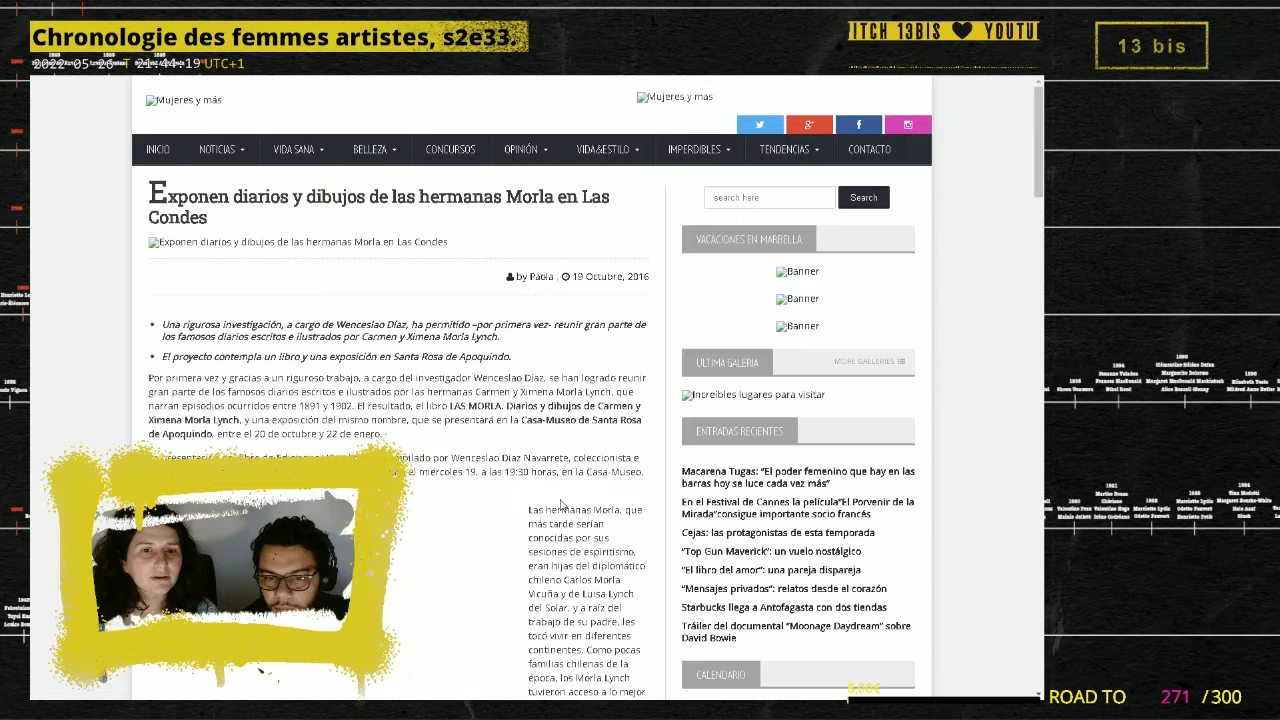 Chronologie des femmes artistes, s2e33
2022-05-26 T 21:44:19 UTC+1
ITCH 13BIS ♥ YOUTU
13 bis
Mujeres y más
Mujeres y mas
INICIO
NOTICIAS
VIDA SANA
BELLEZA
CONCURSOS
OPINIÓN
VIDA&ESTILO
IMPERDIBLES
TENDENCIAS
CONTACTO
Exponen diarios y dibujos de las hermanas Morla en Las
Condes
Exponen diarios y dibujos de las hermanas Morla en Las Condes
by Paola , 19 Octubre, 2016
• Una rigurosa investigación, a cargo de Wenceslao Díaz, ha permitido –por primera vez- reunir gran parte de
los famosos diarios escritos e ilustrados por Carmen y Ximena Morla Lynch.
• El proyecto contempla un libro y una exposición en Santa Rosa de Apoquindo.
Por primera vez y gracias a un riguroso trabajo, a cargo del investigador Wenceslao Díaz, se han logrado reunir
gran parte de los famosos diarios escritos e ilustrados por las hermanas Carmen y Ximena Morla Lynch, que
narran episodios ocurridos entre 1891 y 1902. El resultado, el libro LAS MORLA. Diarios y dibujos de Carmen y
Ximena Morla Lynch, y una exposición del mismo nombre, que se presentará en la Casa-Museo de Santa Rosa
de Apoquindo, entre el 20 de octubre y 22 de enero.
pilado por Wenceslao Díaz Navarrete, coleccionista e
el miércoles 19, a las 19:30 horas, en la Casa-Museo.
Las hermanas Morla, que
más tarde serían
conocidas por sus
sesiones de espiritismo,
eran hijas del diplomático
chileno Carlos Morla
Vicuña y de Luisa Lynch
del Solar, y a raíz del
trabajo de su padre, les
tocó vivir en diferentes
continentes. Como pocas
familias chilenas de la
época, los Morla Lynch
tuvieron acceso a lo mejor
search here
Search
VACACIONES EN MARBELLA
Banner
Banner
Banner
ULTIMA GALERIA
MORE GALLERIES
Increíbles lugares para visitar
ENTRADAS RECIENTES
Macarena Tugas: “El poder femenino que hay en las
barras hoy se luce cada vez más”
En el Festival de Cannes la película“El Porvenir de la
Mirada”consigue importante socio francés
Cejas: las protagonistas de esta temporada
“Top Gun Maverick”: un vuelo nostálgico
“El libro del amor”: una pareja dispareja
“Mensajes privados”: relatos desde el corazón
Starbucks llega a Antofagasta con dos tiendas
Tráiler del documental “Moonage Daydream” sobre
David Bowie
CALENDARIO
ROAD TO 271 / 300